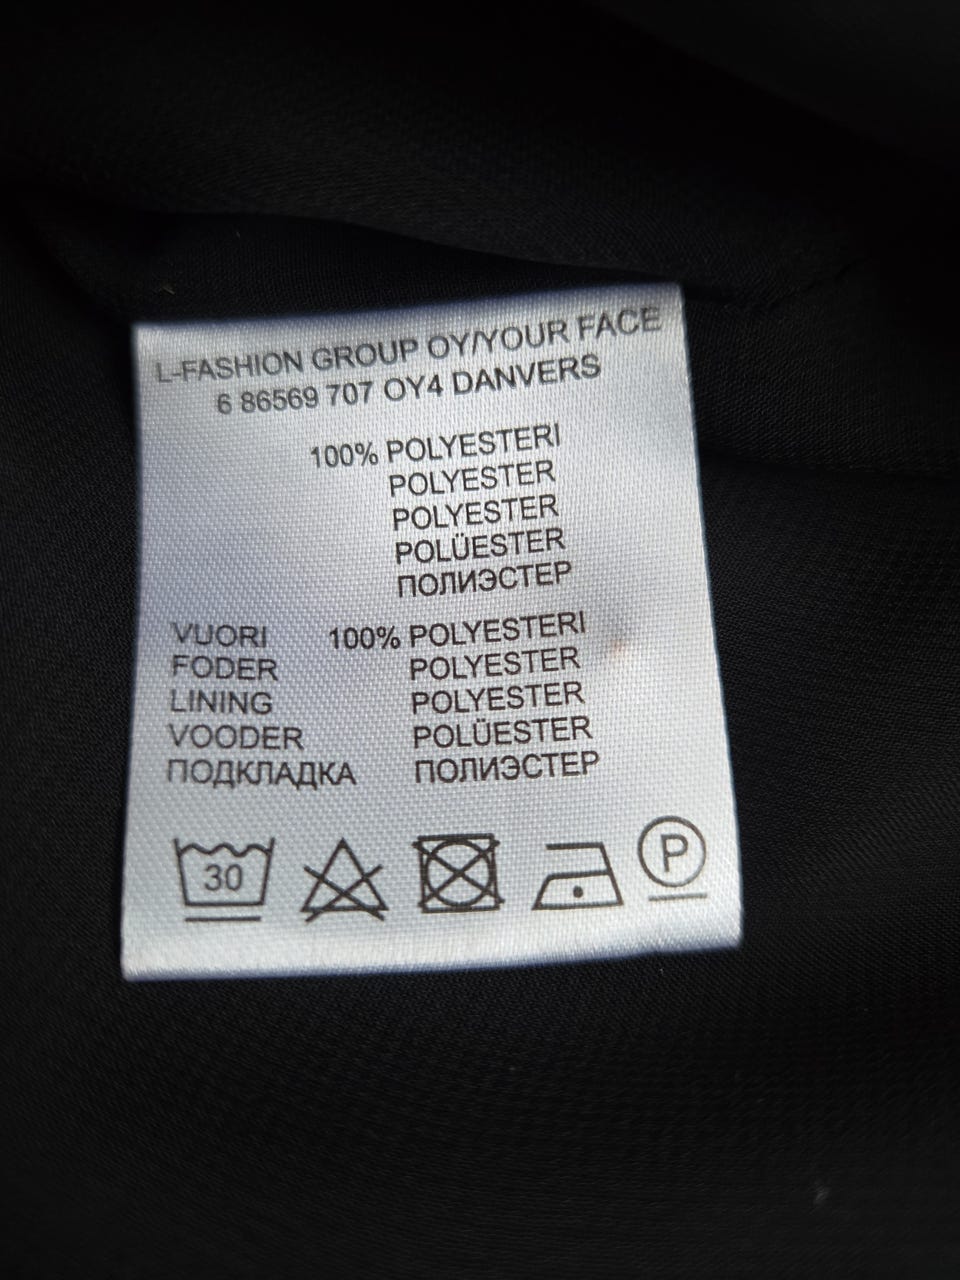 L-FASHION GROUP OY/YOUR FACE
6 86569 707 OY4 DANVERS
100% POLYESTERI
POLYESTER
POLYESTER
POLÜESTER
ПОЛИЭСТЕР
VUORI 100% POLYESTERI
FODER POLYESTER
LINING POLYESTER
VOODER POLÜESTER
ПОДКЛАДКА ПОЛИЭСТЕР
30 P